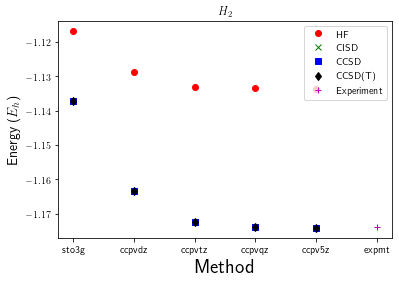 H₂
−1.12
−1.13
−1.14
−1.15
−1.16
−1.17
Energy (Eₕ)
HF
CISD
CCSD
CCSD(T)
Experiment
sto3g ccpvdz ccpvtz ccpvqz ccpv5z expmt
Method